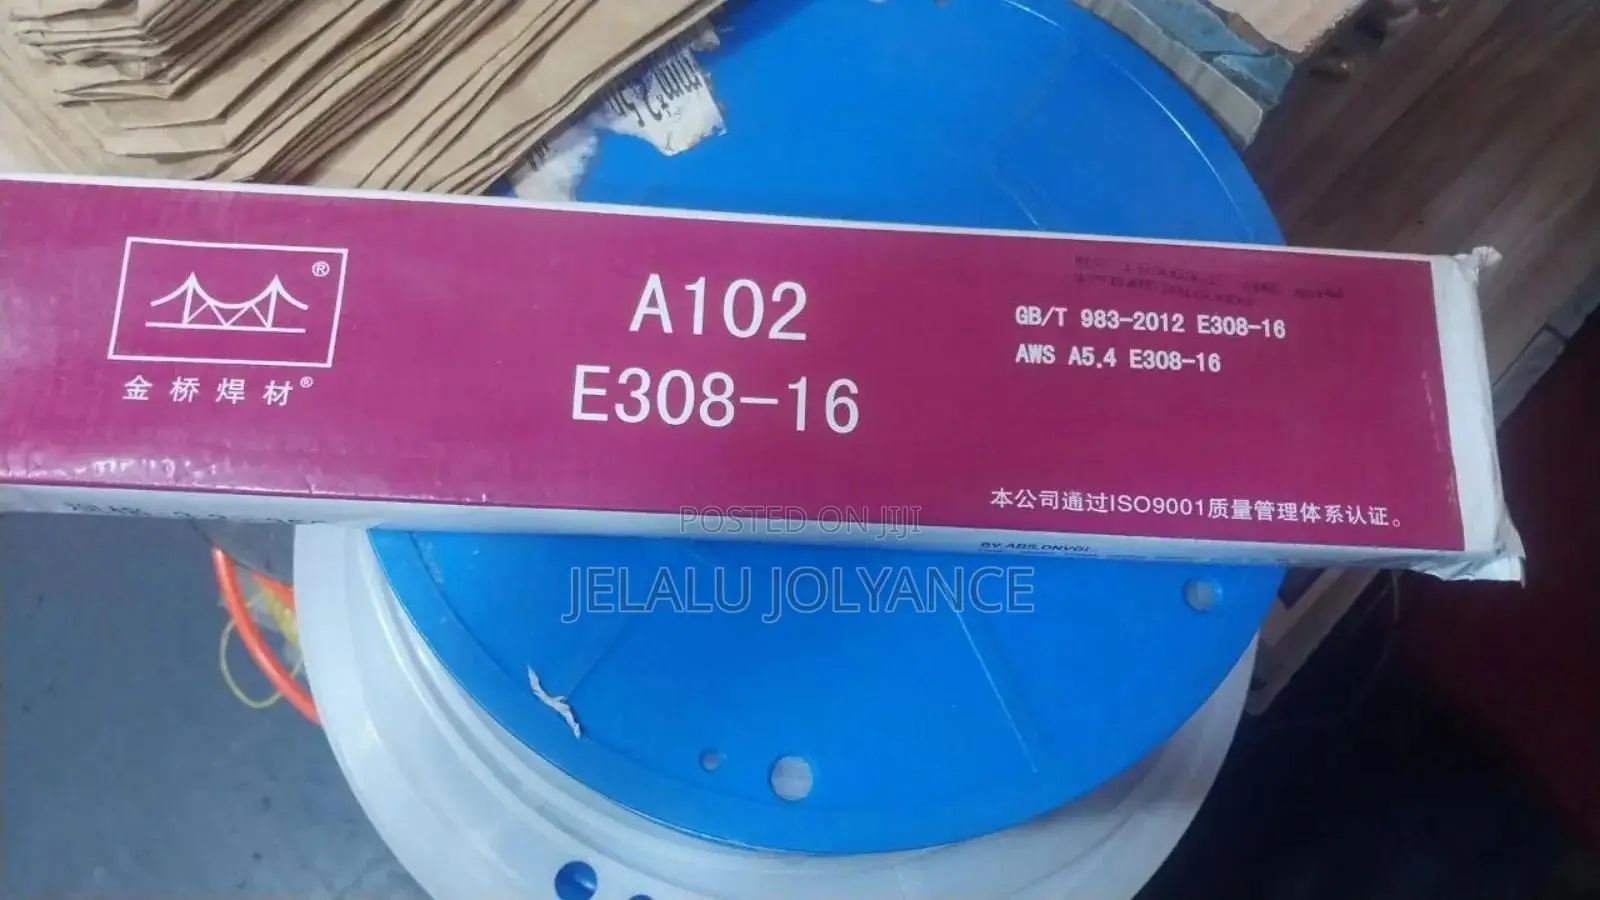 ®
金桥焊材®
A102
E308-16
GB/T 983-2012 E308-16
AWS A5.4 E308-16
本公司通过ISO9001质量管理体系认证。
POSTED ON JIJI
JELALU JOLYANCE